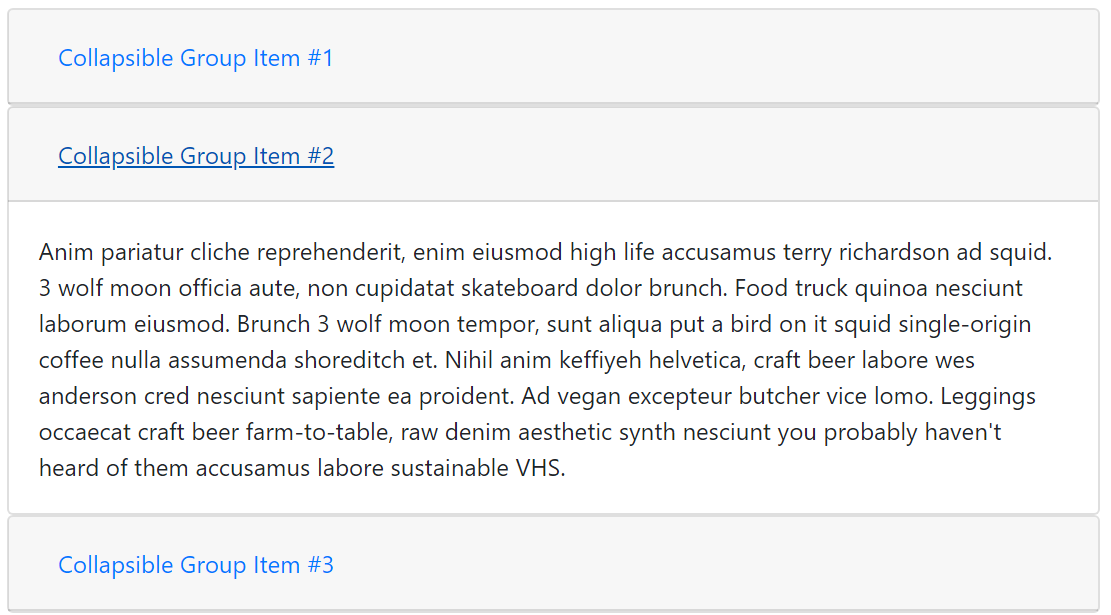 Collapsible Group Item #1
Collapsible Group Item #2
Anim pariatur cliche reprehenderit, enim eiusmod high life accusamus terry richardson ad squid.
3 wolf moon officia aute, non cupidatat skateboard dolor brunch. Food truck quinoa nesciunt
laborum eiusmod. Brunch 3 wolf moon tempor, sunt aliqua put a bird on it squid single-origin
coffee nulla assumenda shoreditch et. Nihil anim keffiyeh helvetica, craft beer labore wes
anderson cred nesciunt sapiente ea proident. Ad vegan excepteur butcher vice lomo. Leggings
occaecat craft beer farm-to-table, raw denim aesthetic synth nesciunt you probably haven't
heard of them accusamus labore sustainable VHS.
Collapsible Group Item #3